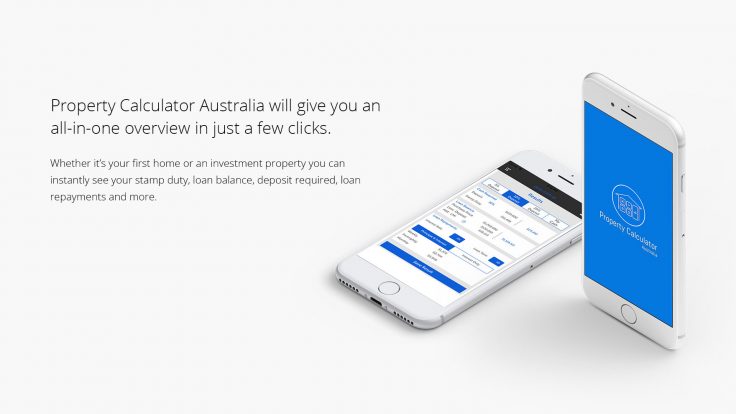 Property Calculator Australia will give you an
all-in-one overview in just a few clicks.
Whether it's your first home or an investment property you can
instantly see your stamp duty, loan balance, deposit required, loan
repayments and more.
Results
Property Calculator
Australia